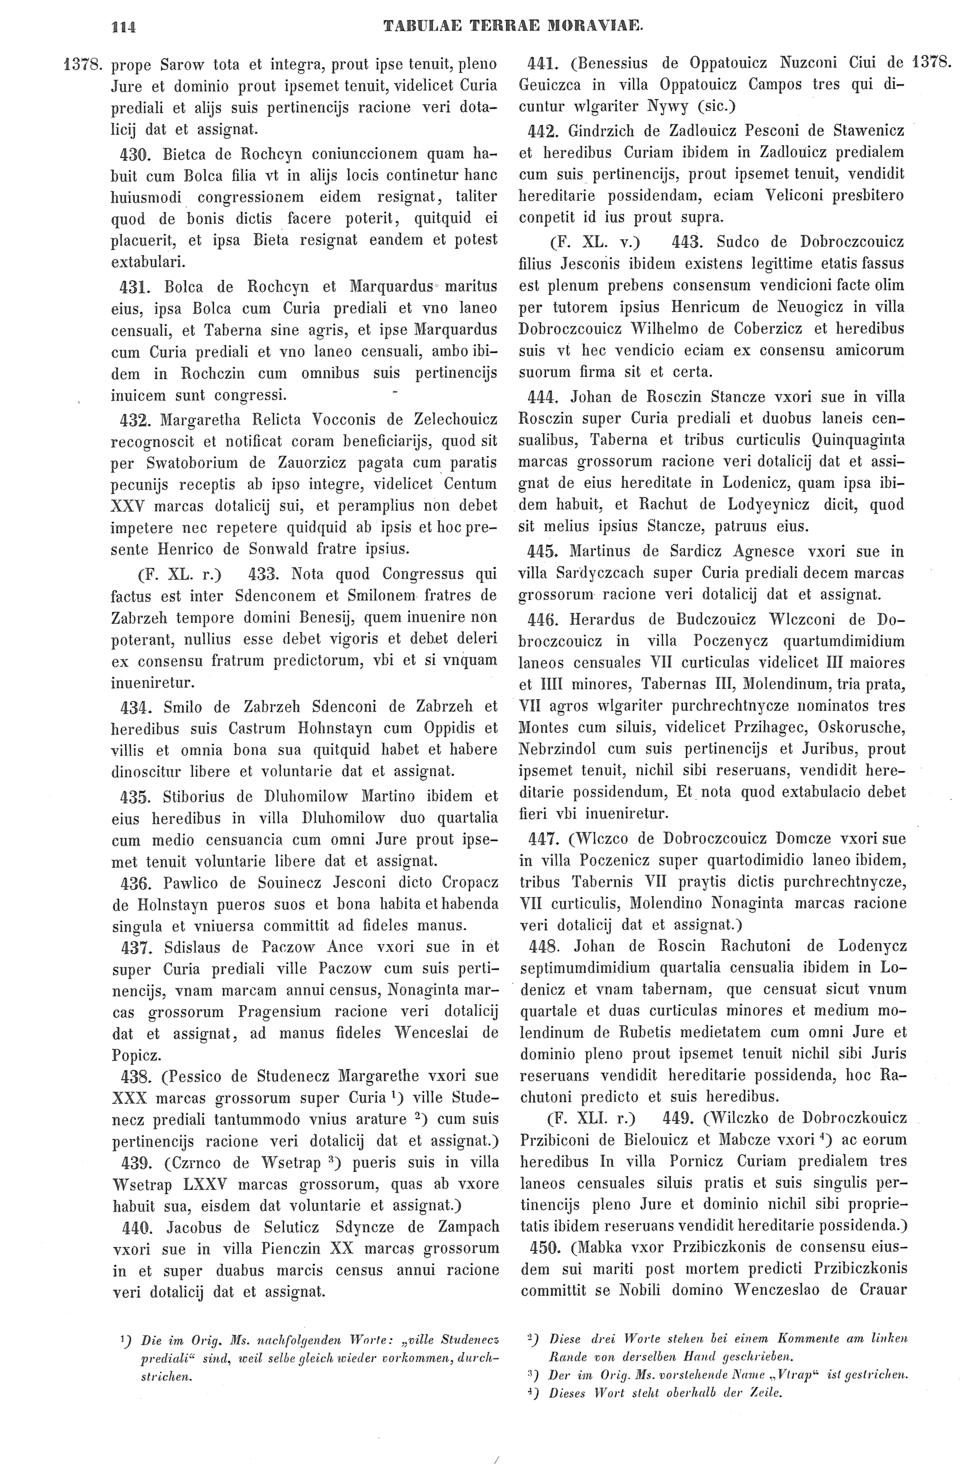 114
TABULAE TERRAE MORAVIAE.
1378. prope Sarow tota et integra, prout ipse tenuit, pleno
Jure et dominio prout ipsemet tenuit, videlicet Curia
prediali et alijs suis pertinencijs racione veri dota-
licij dat et assignat.
430. Bietca de Rochcyn coniunccionem quam ha-
buit cum Bolca filia vt in alijs locis continetur hanc
huiusmodi congressionem eidem resignat, taliter
quod de bonis dictis facere poterit, quitquid ei
placuerit, et ipsa Bieta resignat eandem et potest
extabulari.
431. Bolca de Rochcyn et Marquardus maritus
eius, ipsa Bolca cum Curia prediali et vno laneo
censuali, et Taberna sine agris, et ipse Marquardus
cum Curia prediali et vno laneo censuali, ambo ibi-
dem in Rochczin cum omnibus suis pertinencijs
inuicem sunt congressi.
432. Margaretha Relicta Vocconis de Zelechouicz
recognoscit et notificat coram beneficiarijs, quod sit
per Swatoborium de Zauorzicz pagata cum paratis
pecunijs receptis ab ipso integre, videlicet Centum
XXV marcas dotalicij sui, et peramplius non debet
impetere nec repetere quidquid ab ipsis et hoc pre-
sente Henrico de Sonwald fratre ipsius.
(F. XL. r.) 433. Nota quod Congressus qui
factus est inter Sdenconem et Smilonem fratres de
Zabrzeh tempore domini Benesij, quem inuenire non
poterant, nullius esse debet vigoris et debet deleri
ex consensu fratrum predictorum, vbi et si vnquam
inueniretur.
434. Smilo de Zabrzeh Sdenconi de Zabrzeh et
heredibus suis Castrum Hohnstayn cum Oppidis et
villis et omnia bona sua quitquid habet et habere
dinoscitur libere et voluntarie dat et assignat.
435. Stiborius de Dluhomilow Martino ibidem et
eius heredibus in villa Dluhomilow duo quartalia
cum medio censuancia cum omni Jure prout ipse-
met tenuit voluntarie libere dat et assignat.
436. Pawlico de Souinecz Jesconi dicto Cropacz
de Holnstayn pueros suos et bona habita et habenda
singula et vniuersa committit ad fideles manus.
437. Sdislaus de Paczow Ance vxori sue in et
super Curia prediali ville Paczow cum suis perti-
nencijs, vnam marcam annui census, Nonaginta mar-
cas grossorum Pragensium racione veri dotalicij
dat et assignat, ad manus fideles Wenceslai de
Popicz.
438. (Pessico de Studenecz Margarethe vxori sue
XXX marcas grossorum super Curia ¹) ville Stude-
necz prediali tantummodo vnius arature ²) cum suis
pertinencijs racione veri dotalicij dat et assignat.)
439. (Czrnco de Wsetrap ³) pueris suis in villa
Wsetrap LXXV marcas grossorum, quas ab vxore
habuit sua, eisdem dat voluntarie et assignat.)
440. Jacobus de Seluticz Sdyncze de Zampach
vxori sue in villa Pienczin XX marcas grossorum
in et super duabus marcis census annui racione
veri dotalicij dat et assignat.
441. (Benessius de Oppatouicz Nuzconi Ciui de 1378.
Geuiczca in villa Oppatouicz Campos tres qui di-
cuntur wlgariter Nywy (sic.)
442. Gindrzich de Zadlouicz Pesconi de Stawenicz
et heredibus Curiam ibidem in Zadlouicz predialem
cum suis pertinencijs, prout ipsemet tenuit, vendidit
hereditarie possidendam, eciam Veliconi presbitero
conpetit id ius prout supra.
(F. XL. v.) 443. Sudco de Dobroczcouicz
filius Jesconis ibidem existens legittime etatis fassus
est plenum prebens consensum vendicioni facte olim
per tutorem ipsius Henricum de Neuogicz in villa
Dobroczcouicz Wilhelmo de Coberzicz et heredibus
suis vt hec vendicio eciam ex consensu amicorum
suorum firma sit et certa.
444. Johan de Rosczin Stancze vxori sue in villa
Rosczin super Curia prediali et duobus laneis cen-
sualibus, Taberna et tribus curticulis Quinquaginta
marcas grossorum racione veri dotalicij dat et assi-
gnat de eius hereditate in Lodenicz, quam ipsa ibi-
dem habuit, et Rachut de Lodyeynicz dicit, quod
sit melius ipsius Stancze, patruus eius.
445. Martinus de Sardicz Agnesce vxori sue in
villa Sardyczcach super Curia prediali decem marcas
grossorum racione veri dotalicij dat et assignat.
446. Herardus de Budczouicz Wlczconi de Do-
broczcouicz in villa Poczenycz quartumdimidium
laneos censuales VII curticulas videlicet III maiores
et IIII minores, Tabernas III, Molendinum, tria prata,
VII agros wlgariter purchrechtnycze nominatos tres
Montes cum siluis, videlicet Przihagec, Oskorusche,
Nebrzindol cum suis pertinencijs et Juribus, prout
ipsemet tenuit, nichil sibi reseruans, vendidit here-
ditarie possidendum, Et nota quod extabulacio debet
fieri vbi inueniretur.
447. (Wlczco de Dobroczcouicz Domcze vxori sue
in villa Poczenicz super quartodimidio laneo ibidem,
tribus Tabernis VII praytis dictis purchrechtnycze,
VII curticulis, Molendino Nonaginta marcas racione
veri dotalicij dat et assignat.)
448. Johan de Roscin Rachutoni de Lodenycz
septimumdimidium quartalia censualia ibidem in Lo-
denicz et vnam tabernam, que censuat sicut vnum
quartale et duas curticulas minores et medium mo-
lendinum de Rubetis medietatem cum omni Jure et
dominio pleno prout ipsemet tenuit nichil sibi Juris
reseruans vendidit hereditarie possidenda, hoc Ra-
chutoni predicto et suis heredibus.
(F. XLI. r.) 449. (Wilczko de Dobroczkouicz
Przibiconi de Bielouicz et Mabcze vxori ⁴) ac eorum
heredibus In villa Pornicz Curiam predialem tres
laneos censuales siluis pratis et suis singulis per-
tinencijs pleno Jure et dominio nichil sibi proprie-
tatis ibidem reseruans vendidit hereditarie possidenda.)
450. (Mabka vxor Przibiczkonis de consensu eius-
dem sui mariti post mortem predicti Przibiczkonis
committit se Nobili domino Wenczeslao de Crauar
¹) Die im Orig. Ms. nachfolgenden Worte: „ville Studenecz
prediali“ sind, weil selbe gleich wieder vorkommen, durch-
strichen.
²) Diese drei Worte stehen bei einem Kommente am linken
Rande von derselben Hand geschrieben.
³) Der im Orig. Ms. vorstehende Name „Vtrap“ ist gestrichen.
⁴) Dieses Wort steht oberhalb der Zeile.